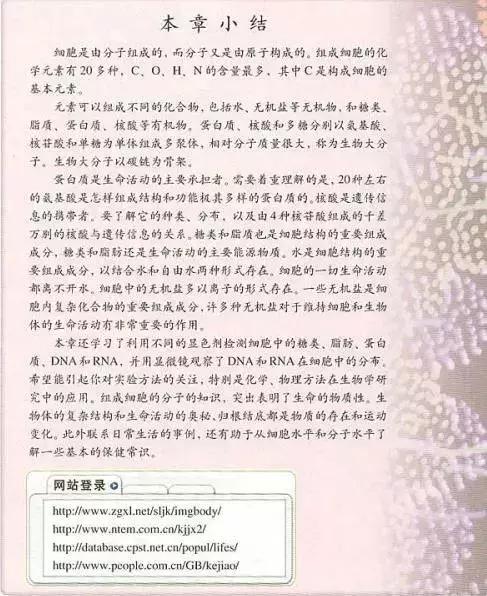 本章小结
细胞是由分子组成的，而分子又是由原子构成的。组成细胞的化
学元素有20多种，C、O、H、N的含量最多，其中C是构成细胞的
基本元素。
元素可以组成不同的化合物，包括水、无机盐等无机物，和糖类、
脂质、蛋白质、核酸等有机物。蛋白质、核酸和多糖分别以氨基酸、
核苷酸和单糖为单体组成多聚体，相对分子质量很大，称为生物大分
子。生物大分子以碳链为骨架。
蛋白质是生命活动的主要承担者。需要着重理解的是，20种左右
的氨基酸是怎样组成结构和功能极其多样的蛋白质的。核酸是遗传信
息的携带者。要了解它的种类、分布，以及由4种核苷酸组成的千差
万别的核酸与遗传信息的关系。糖类和脂质也是细胞结构的重要组成
成分，糖类和脂肪还是生命活动的主要能源物质。水是细胞结构的重
要组成成分，以结合水和自由水两种形式存在。细胞的一切生命活动
都离不开水。细胞中的无机盐多以离子的形式存在。一些无机盐是细
胞内复杂化合物的重要组成成分，许多种无机盐对于维持细胞和生物
体的生命活动有非常重要的作用。
本章还学习了利用不同的显色剂检测细胞中的糖类、脂肪、蛋白
质、DNA和RNA，并用显微镜观察了DNA和RNA在细胞中的分布。
希望能引起你对实验方法的关注，特别是化学、物理方法在生物学研
究中的应用。组成细胞的分子的知识，突出表明了生命的物质性。生
物体的复杂结构和生命活动的奥秘，归根结底都是物质的存在和运动
变化。此外联系日常生活的事例，还有助于从细胞水平和分子水平了
解一些基本的保健常识。
网站登录
http://www.zgxl.net/sljk/imgbody/
http://www.ntem.com.cn/kjjx2/
http://database.cpst.net.cn/popul/lifes/
http://www.people.com.cn/GB/kejiao/